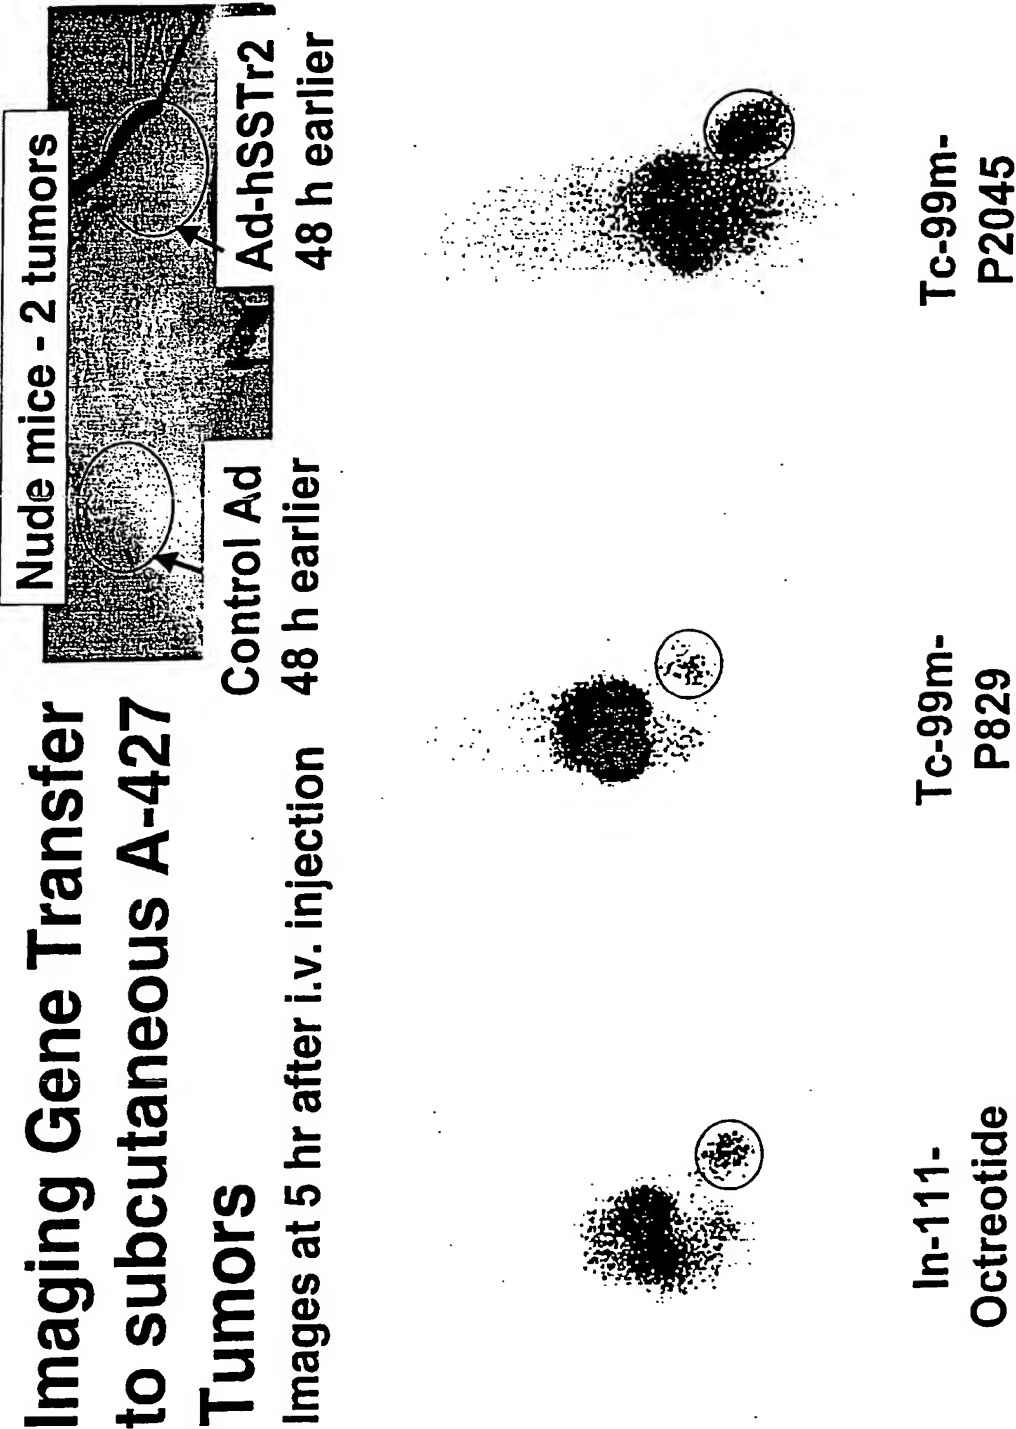 Imaging Gene Transfer
to subcutaneous A-427
Tumors
Images at 5 hr after i.v. injection
Nude mice - 2 tumors
Control Ad
48 h earlier
Ad-hSSTr2
48 h earlier
In-111-
Octreotide
Tc-99m-
P829
Tc-99m-
P2045